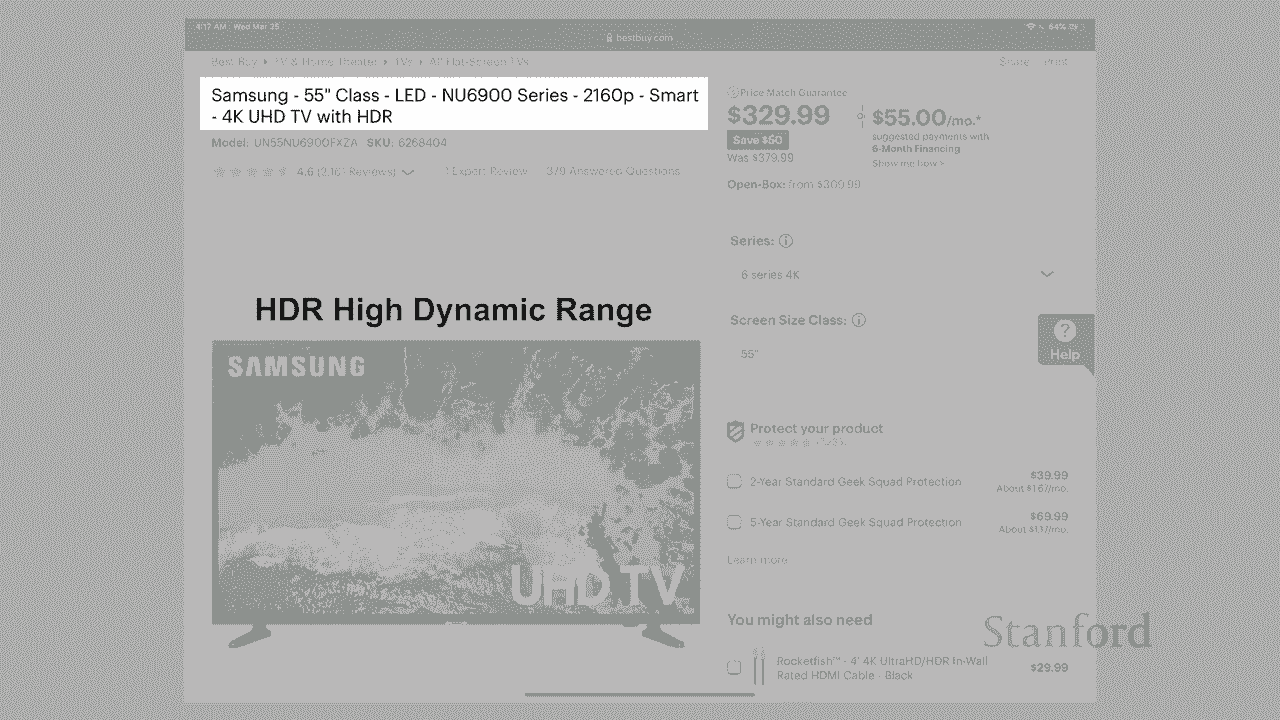 4:17 AM Wed Mar 25
64%
bestbuy.com
Best Buy TV & Home Theater TVs All Flat-Screen TVs
Share Print
Samsung - 55" Class - LED - NU6900 Series - 2160p - Smart
- 4K UHD TV with HDR
Model: UN55NU6900FXZA SKU: 6268404
4.6 Reviews) 1 Expert Review 379 Answered Questions
Price Match Guarantee
$329.99
Save $50
Was $379.99
$55.00/mo.*
suggested payments with
6-Month Financing
Show me how >
Open-Box: from $309.99
Series:
6 series 4K
Screen Size Class:
55"
Help
HDR High Dynamic Range
SAMSUNG
UHD TV
Protect your product
2-Year Standard Geek Squad Protection $39.99
About $1.67/mo.
5-Year Standard Geek Squad Protection $69.99
About $1.17/mo.
Learn more
You might also need
Rocketfish™ - 4' 4K UltraHD/HDR In-Wall
Rated HDMI Cable - Black
$29.99
Stanford